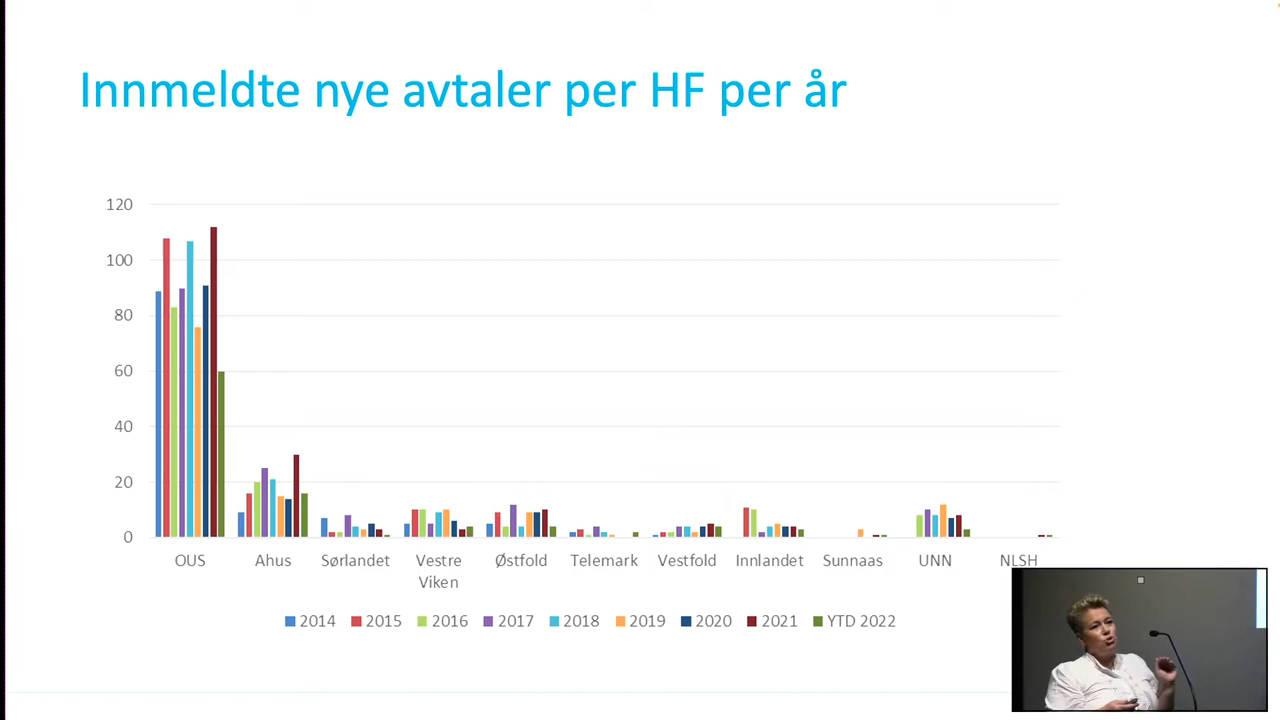 Innmeldte nye avtaler per HF per år
120
100
80
60
40
20
0
OUS Ahus Sørlandet Vestre Viken Østfold Telemark Vestfold Innlandet Sunnaas UNN NLSH
2014 2015 2016 2017 2018 2019 2020 2021 YTD 2022